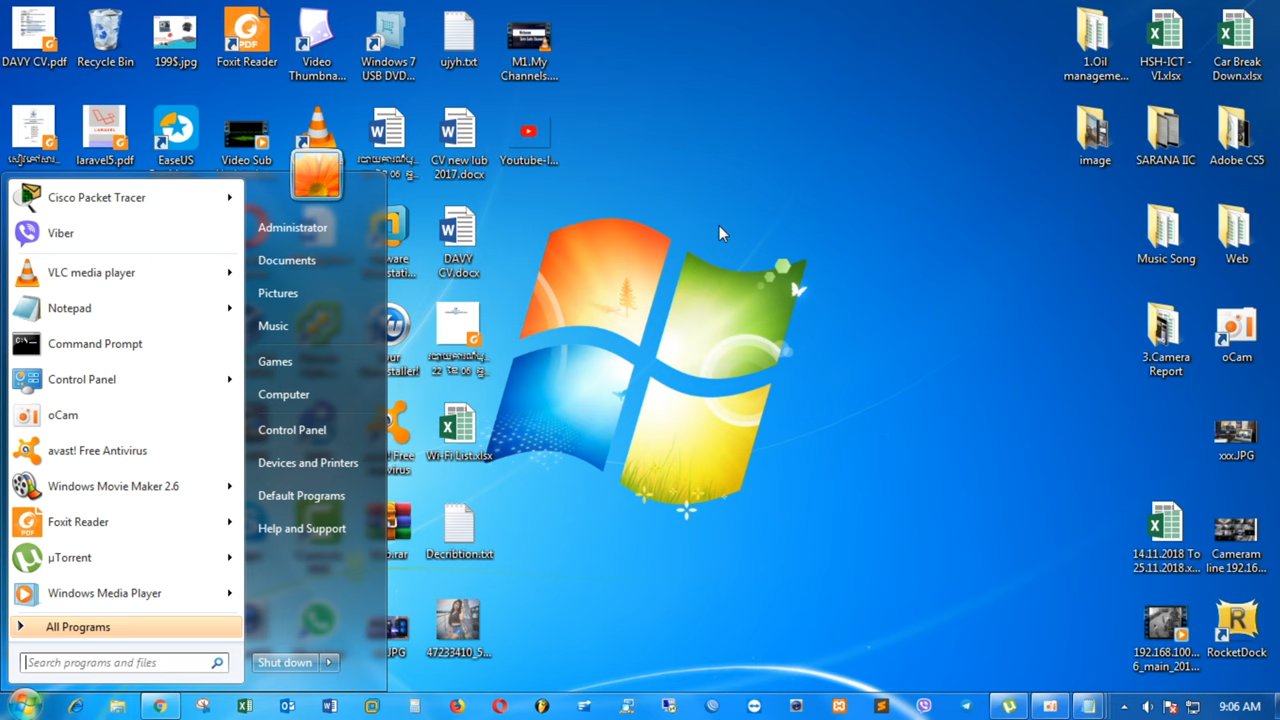 DAVY CV.pdf
Recycle Bin
199$.jpg
Foxit Reader
Video
Thumbna...
Windows 7
USB DVD...
ujyh.txt
M1.My
Channels....
1.Oil
manageme...
HSH-ICT -
VI.xlsx
Car Break
Down.xlsx
laravel5.pdf
EaseUS
Video Sub
CV new lub
2017.docx
Youtube-I...
image
SARANA IIC
Adobe CS5
Cisco Packet Tracer
Viber
VLC media player
Notepad
Command Prompt
Control Panel
oCam
avast! Free Antivirus
Windows Movie Maker 2.6
Foxit Reader
µTorrent
Windows Media Player
All Programs
Search programs and files
Administrator
Documents
Pictures
Music
Games
Computer
Control Panel
Devices and Printers
Default Programs
Help and Support
Shut down
DAVY
CV.docx
Music Song
Web
3.Camera
Report
oCam
Wi-Fi List.xlsx
xxx.JPG
Decribtion.txt
14.11.2018 To
25.11.2018.x...
Cameram
line 192.16...
47233410_5...
192.168.100...
6_main_201...
RocketDock
9:06 AM